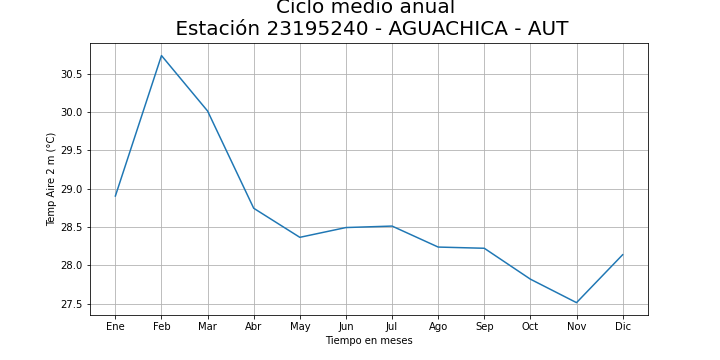 Ciclo medio anual
Estación 23195240 - AGUACHICA - AUT
Temp Aire 2 m (°C)
30.5
30.0
29.5
29.0
28.5
28.0
27.5
Ene Feb Mar Abr May Jun Jul Ago Sep Oct Nov Dic
Tiempo en meses